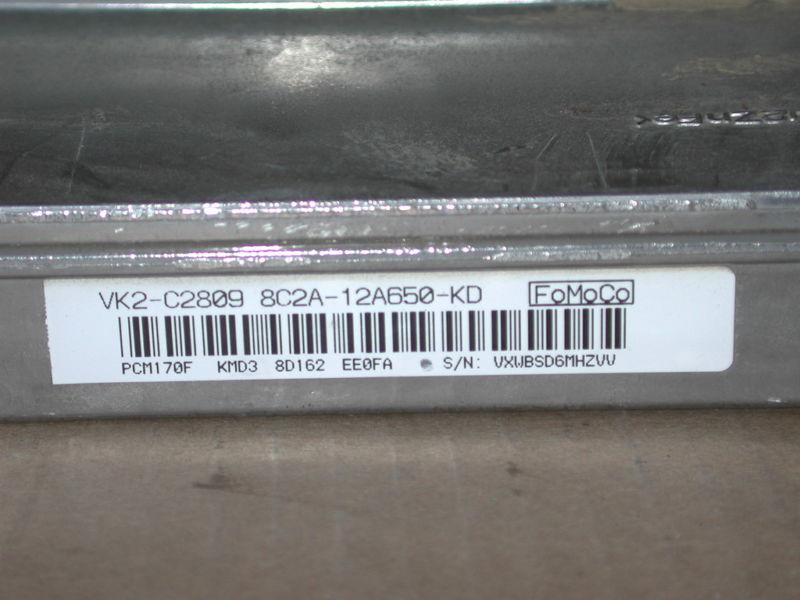 VK2-C2809 8C2A-12A650-KD FoMoCo
PCM170F KMD3 8D162 EE0FA S/N: VXWBSD6MHZVV